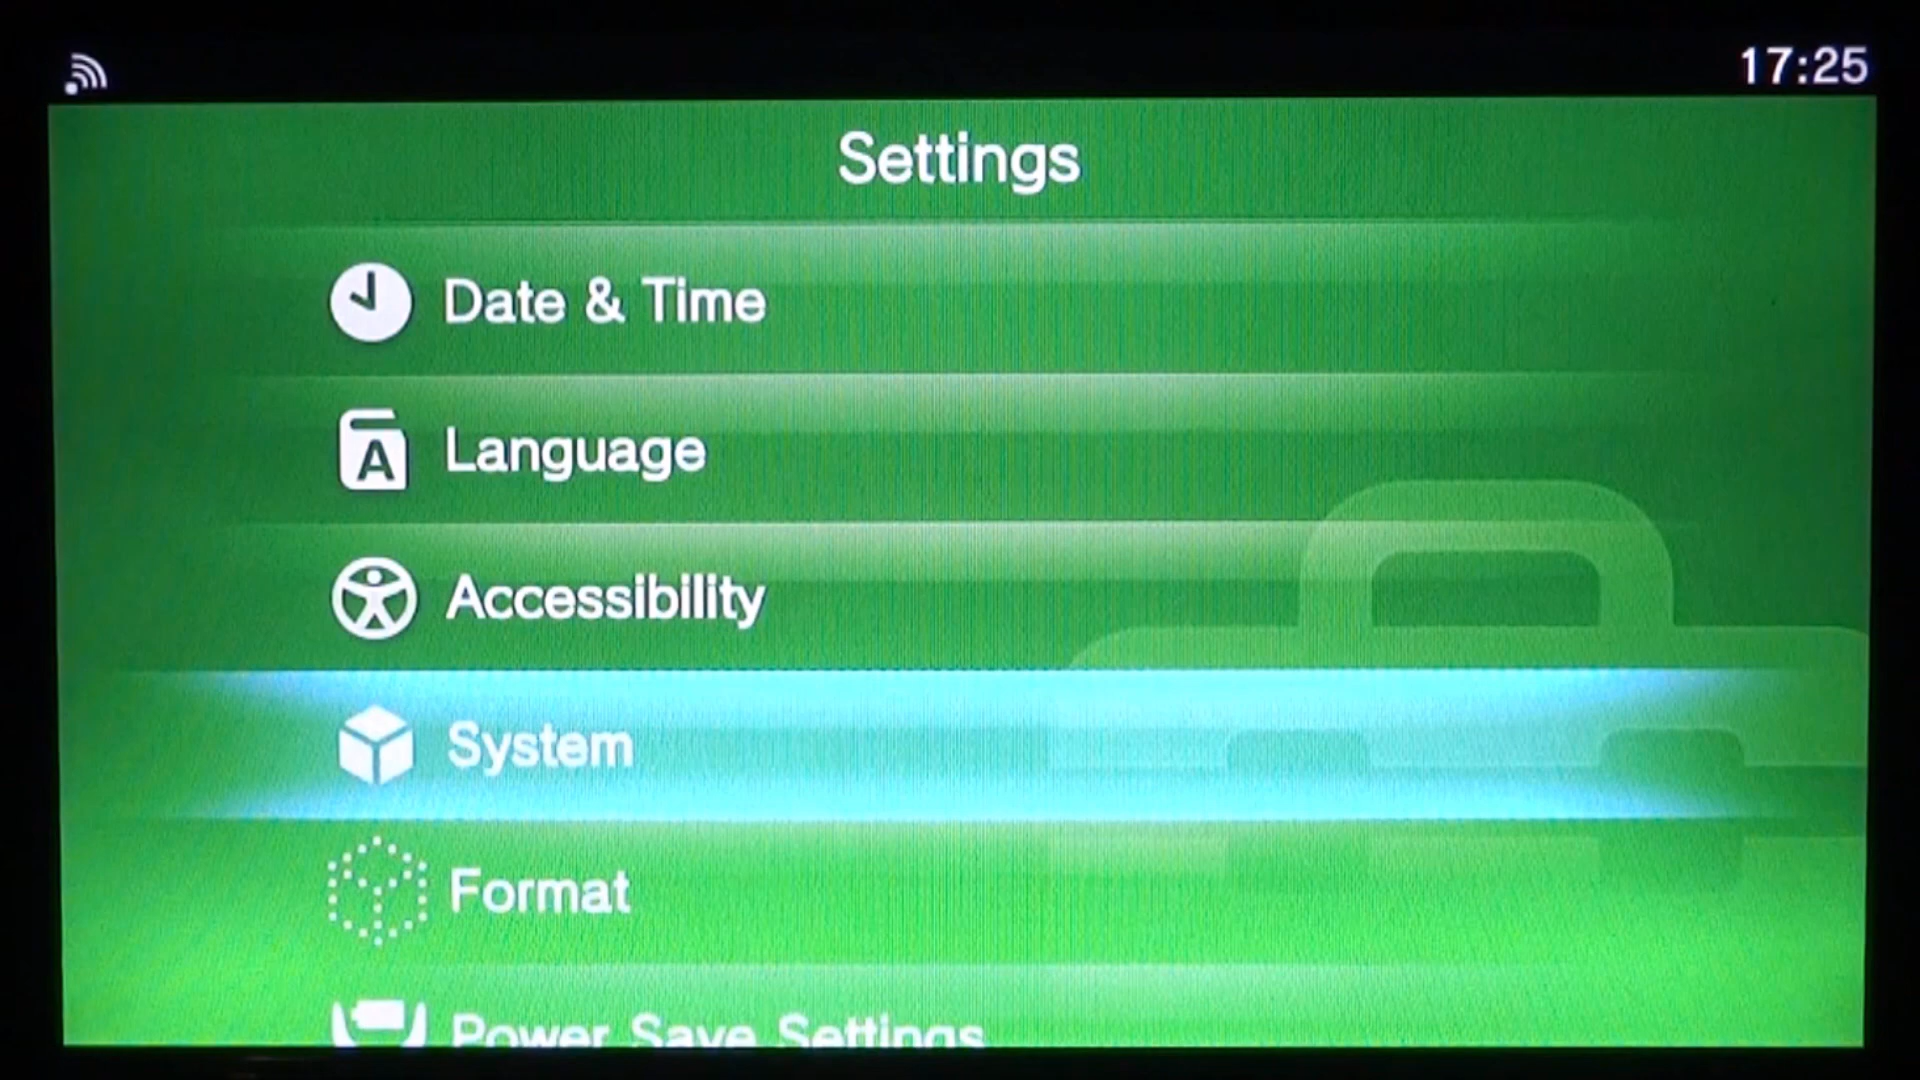 17:25
Settings
Date & Time
Language
Accessibility
System
Format
Power Save Settings